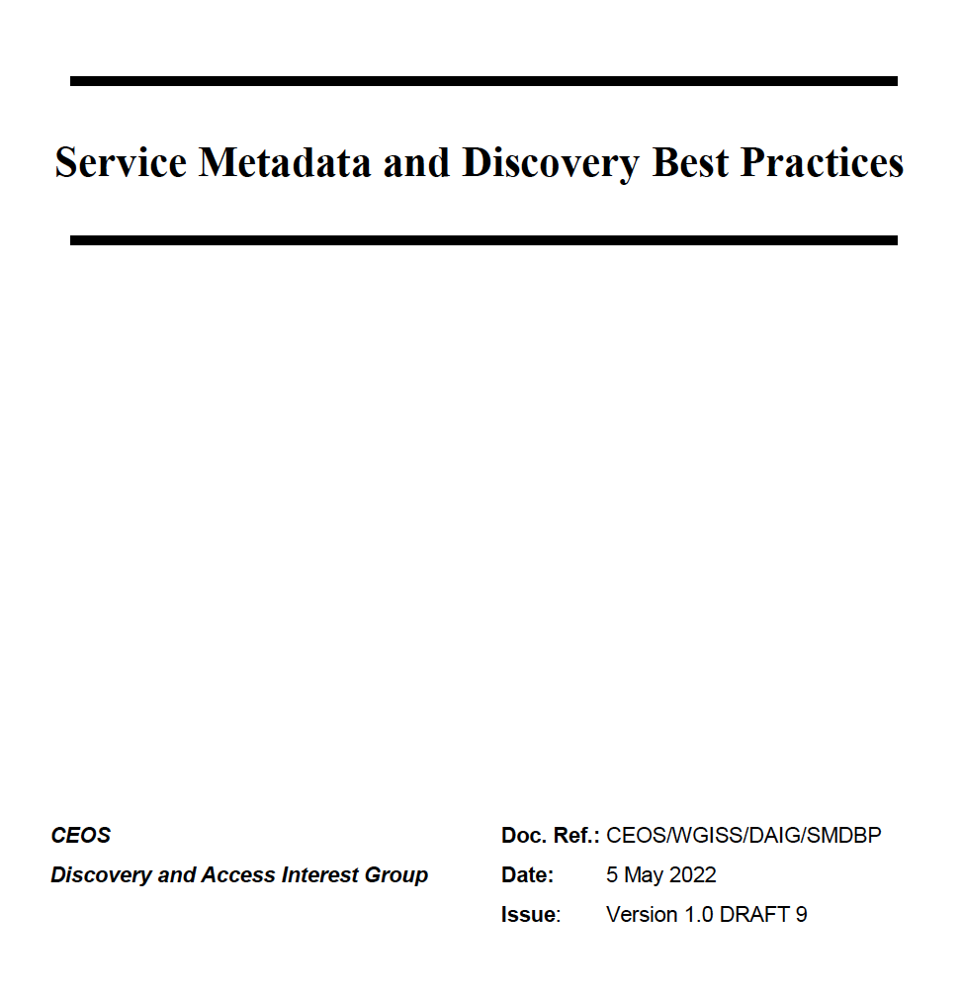 Service Metadata and Discovery Best Practices
CEOS
Doc. Ref.: CEOS/WGISS/DAIG/SMDBP
Discovery and Access Interest Group
Date: 5 May 2022
Issue: Version 1.0 DRAFT 9